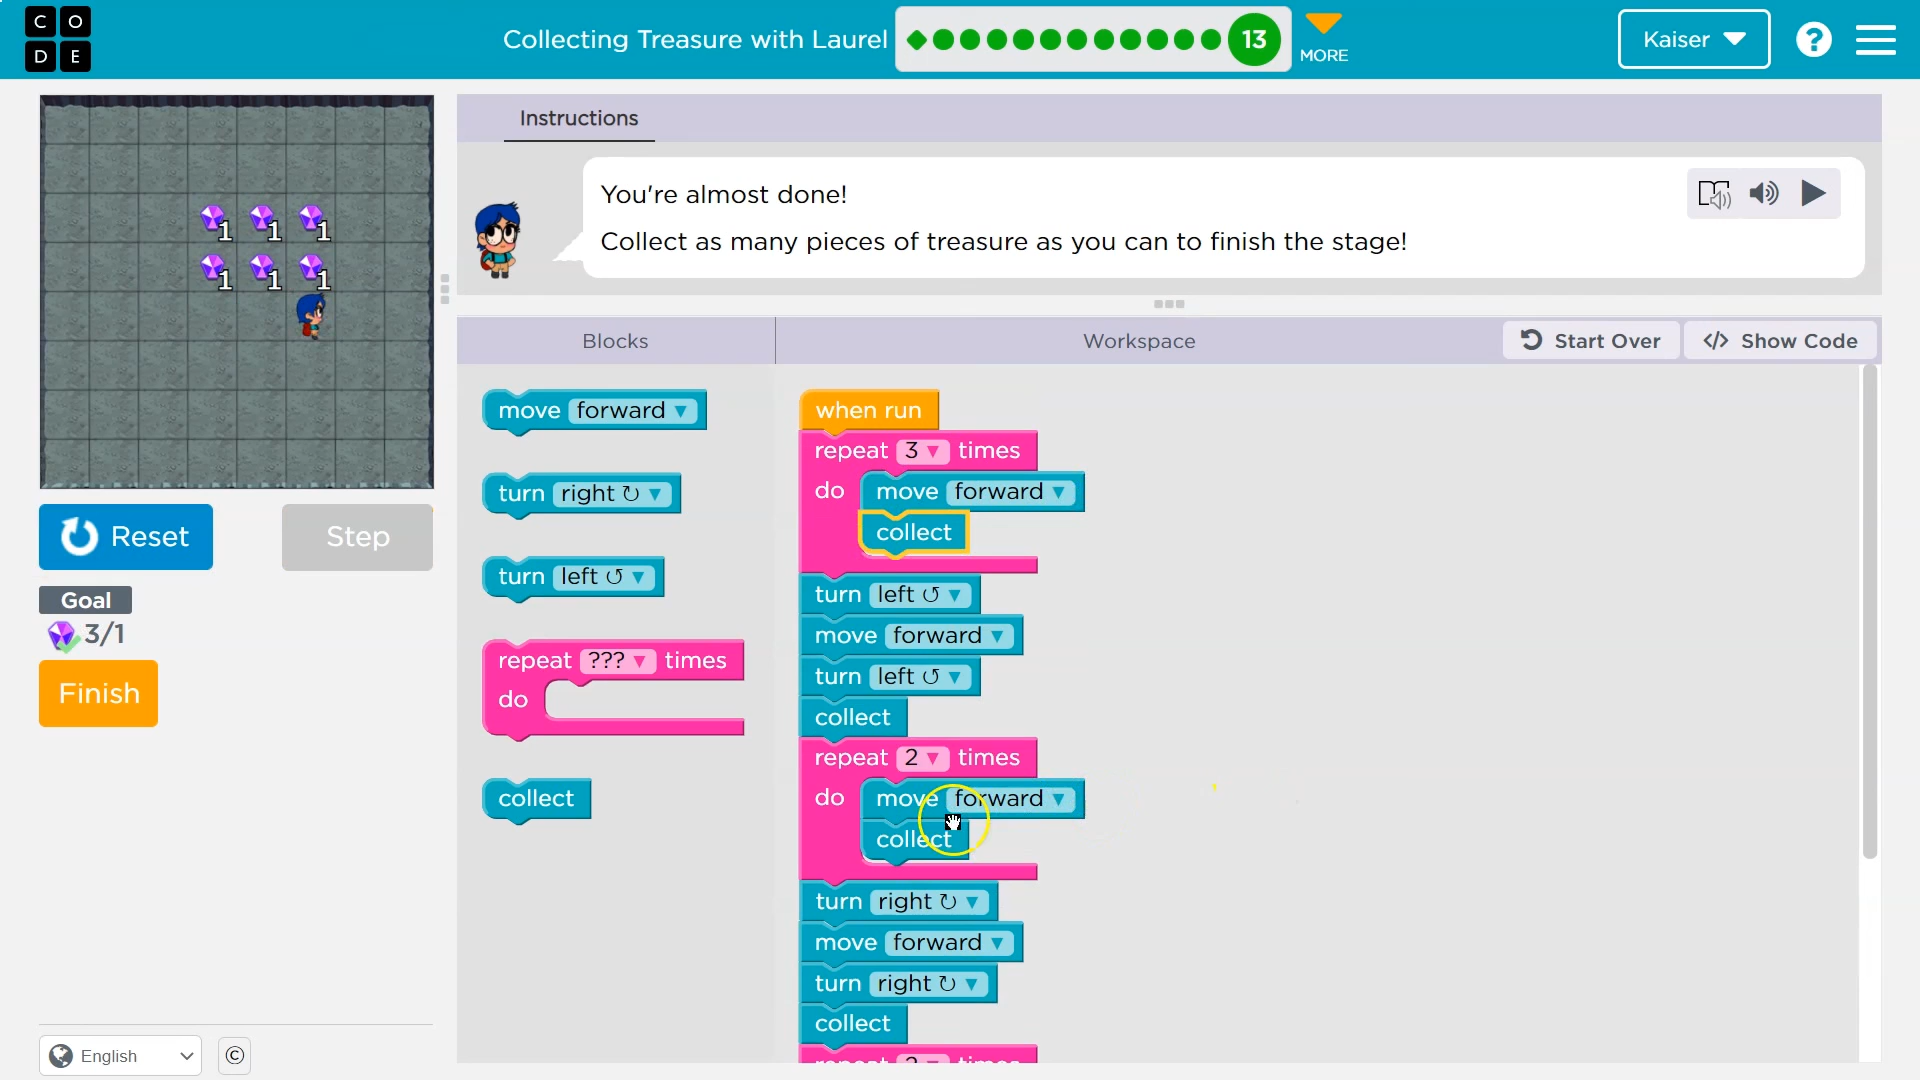 C O
D E
Collecting Treasure with Laurel
13
MORE
Kaiser
?
Instructions
You're almost done!
Collect as many pieces of treasure as you can to finish the stage!
1 1 1
1 1 1
Reset
Step
Goal
3/1
Finish
English
©
Blocks
Workspace
Start Over
</> Show Code
move forward
turn right
turn left
repeat ??? times
do
collect
when run
repeat 3 times
do move forward
collect
turn left
move forward
turn left
collect
repeat 2 times
do move forward
collect
turn right
move forward
turn right
collect
repeat 2 times